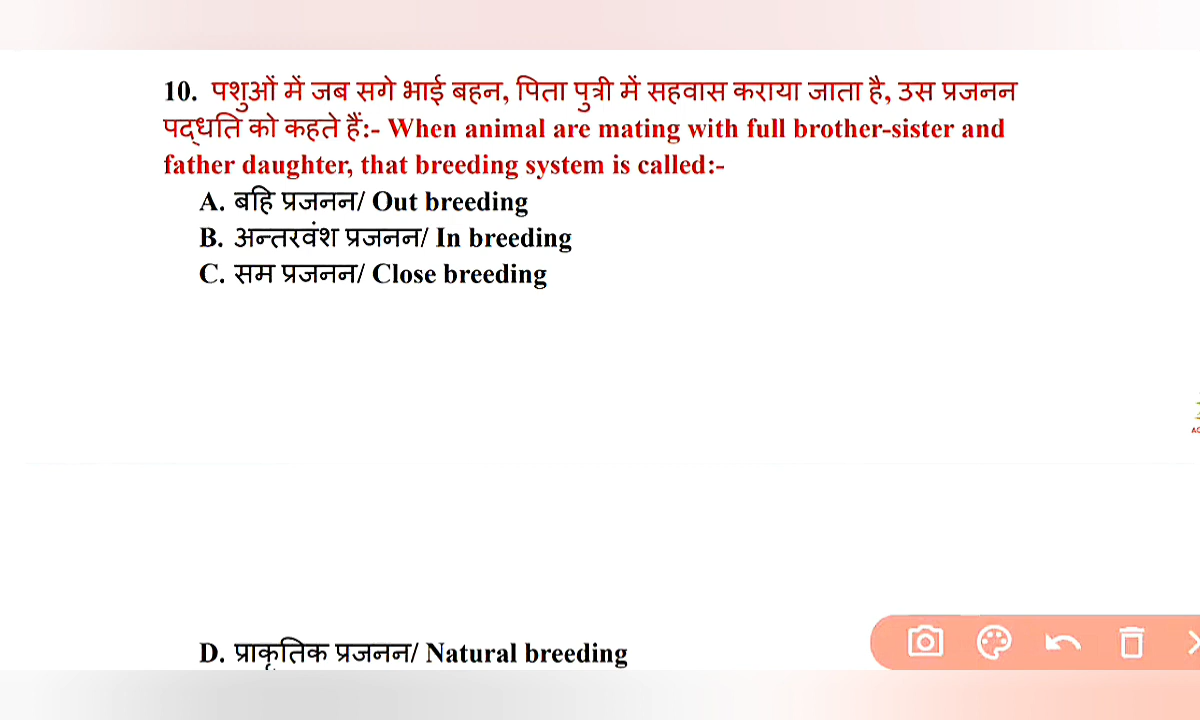 10. पशुओं में जब सगे भाई बहन, पिता पुत्री में सहवास कराया जाता है, उस प्रजनन
पद्धति को कहते हैं:- When animal are mating with full brother-sister and
father daughter, that breeding system is called:-
A. बहि प्रजनन/ Out breeding
B. अन्तरवंश प्रजनन/ In breeding
C. सम प्रजनन/ Close breeding
D. प्राकृतिक प्रजनन/ Natural breeding